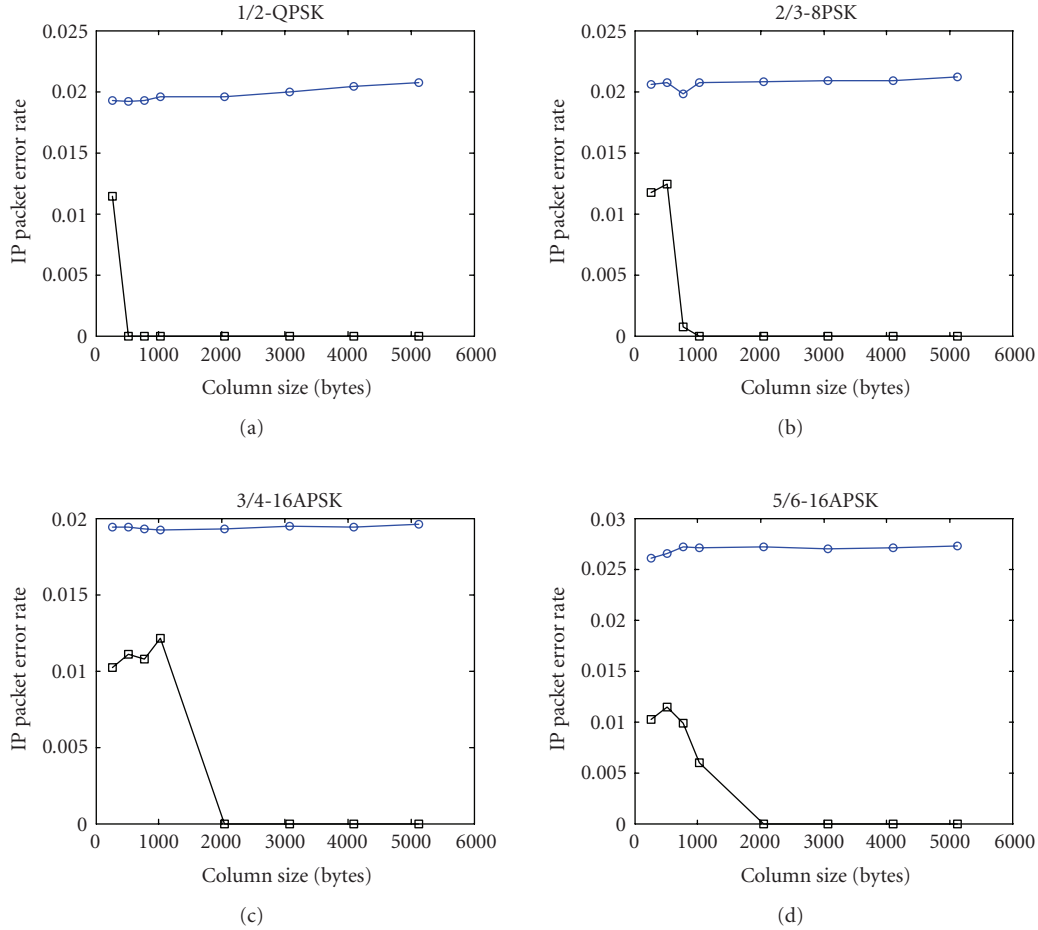 1/2-QPSK
0.025
0.02
0.015
0.01
0.005
0
IP packet error rate
0 1000 2000 3000 4000 5000 6000
Column size (bytes)
(a)
2/3-8PSK
0.025
0.02
0.015
0.01
0.005
0
IP packet error rate
0 1000 2000 3000 4000 5000 6000
Column size (bytes)
(b)
3/4-16APSK
0.02
0.015
0.01
0.005
0
IP packet error rate
0 1000 2000 3000 4000 5000 6000
Column size (bytes)
(c)
5/6-16APSK
0.03
0.025
0.02
0.015
0.01
0.005
0
IP packet error rate
0 1000 2000 3000 4000 5000 6000
Column size (bytes)
(d)